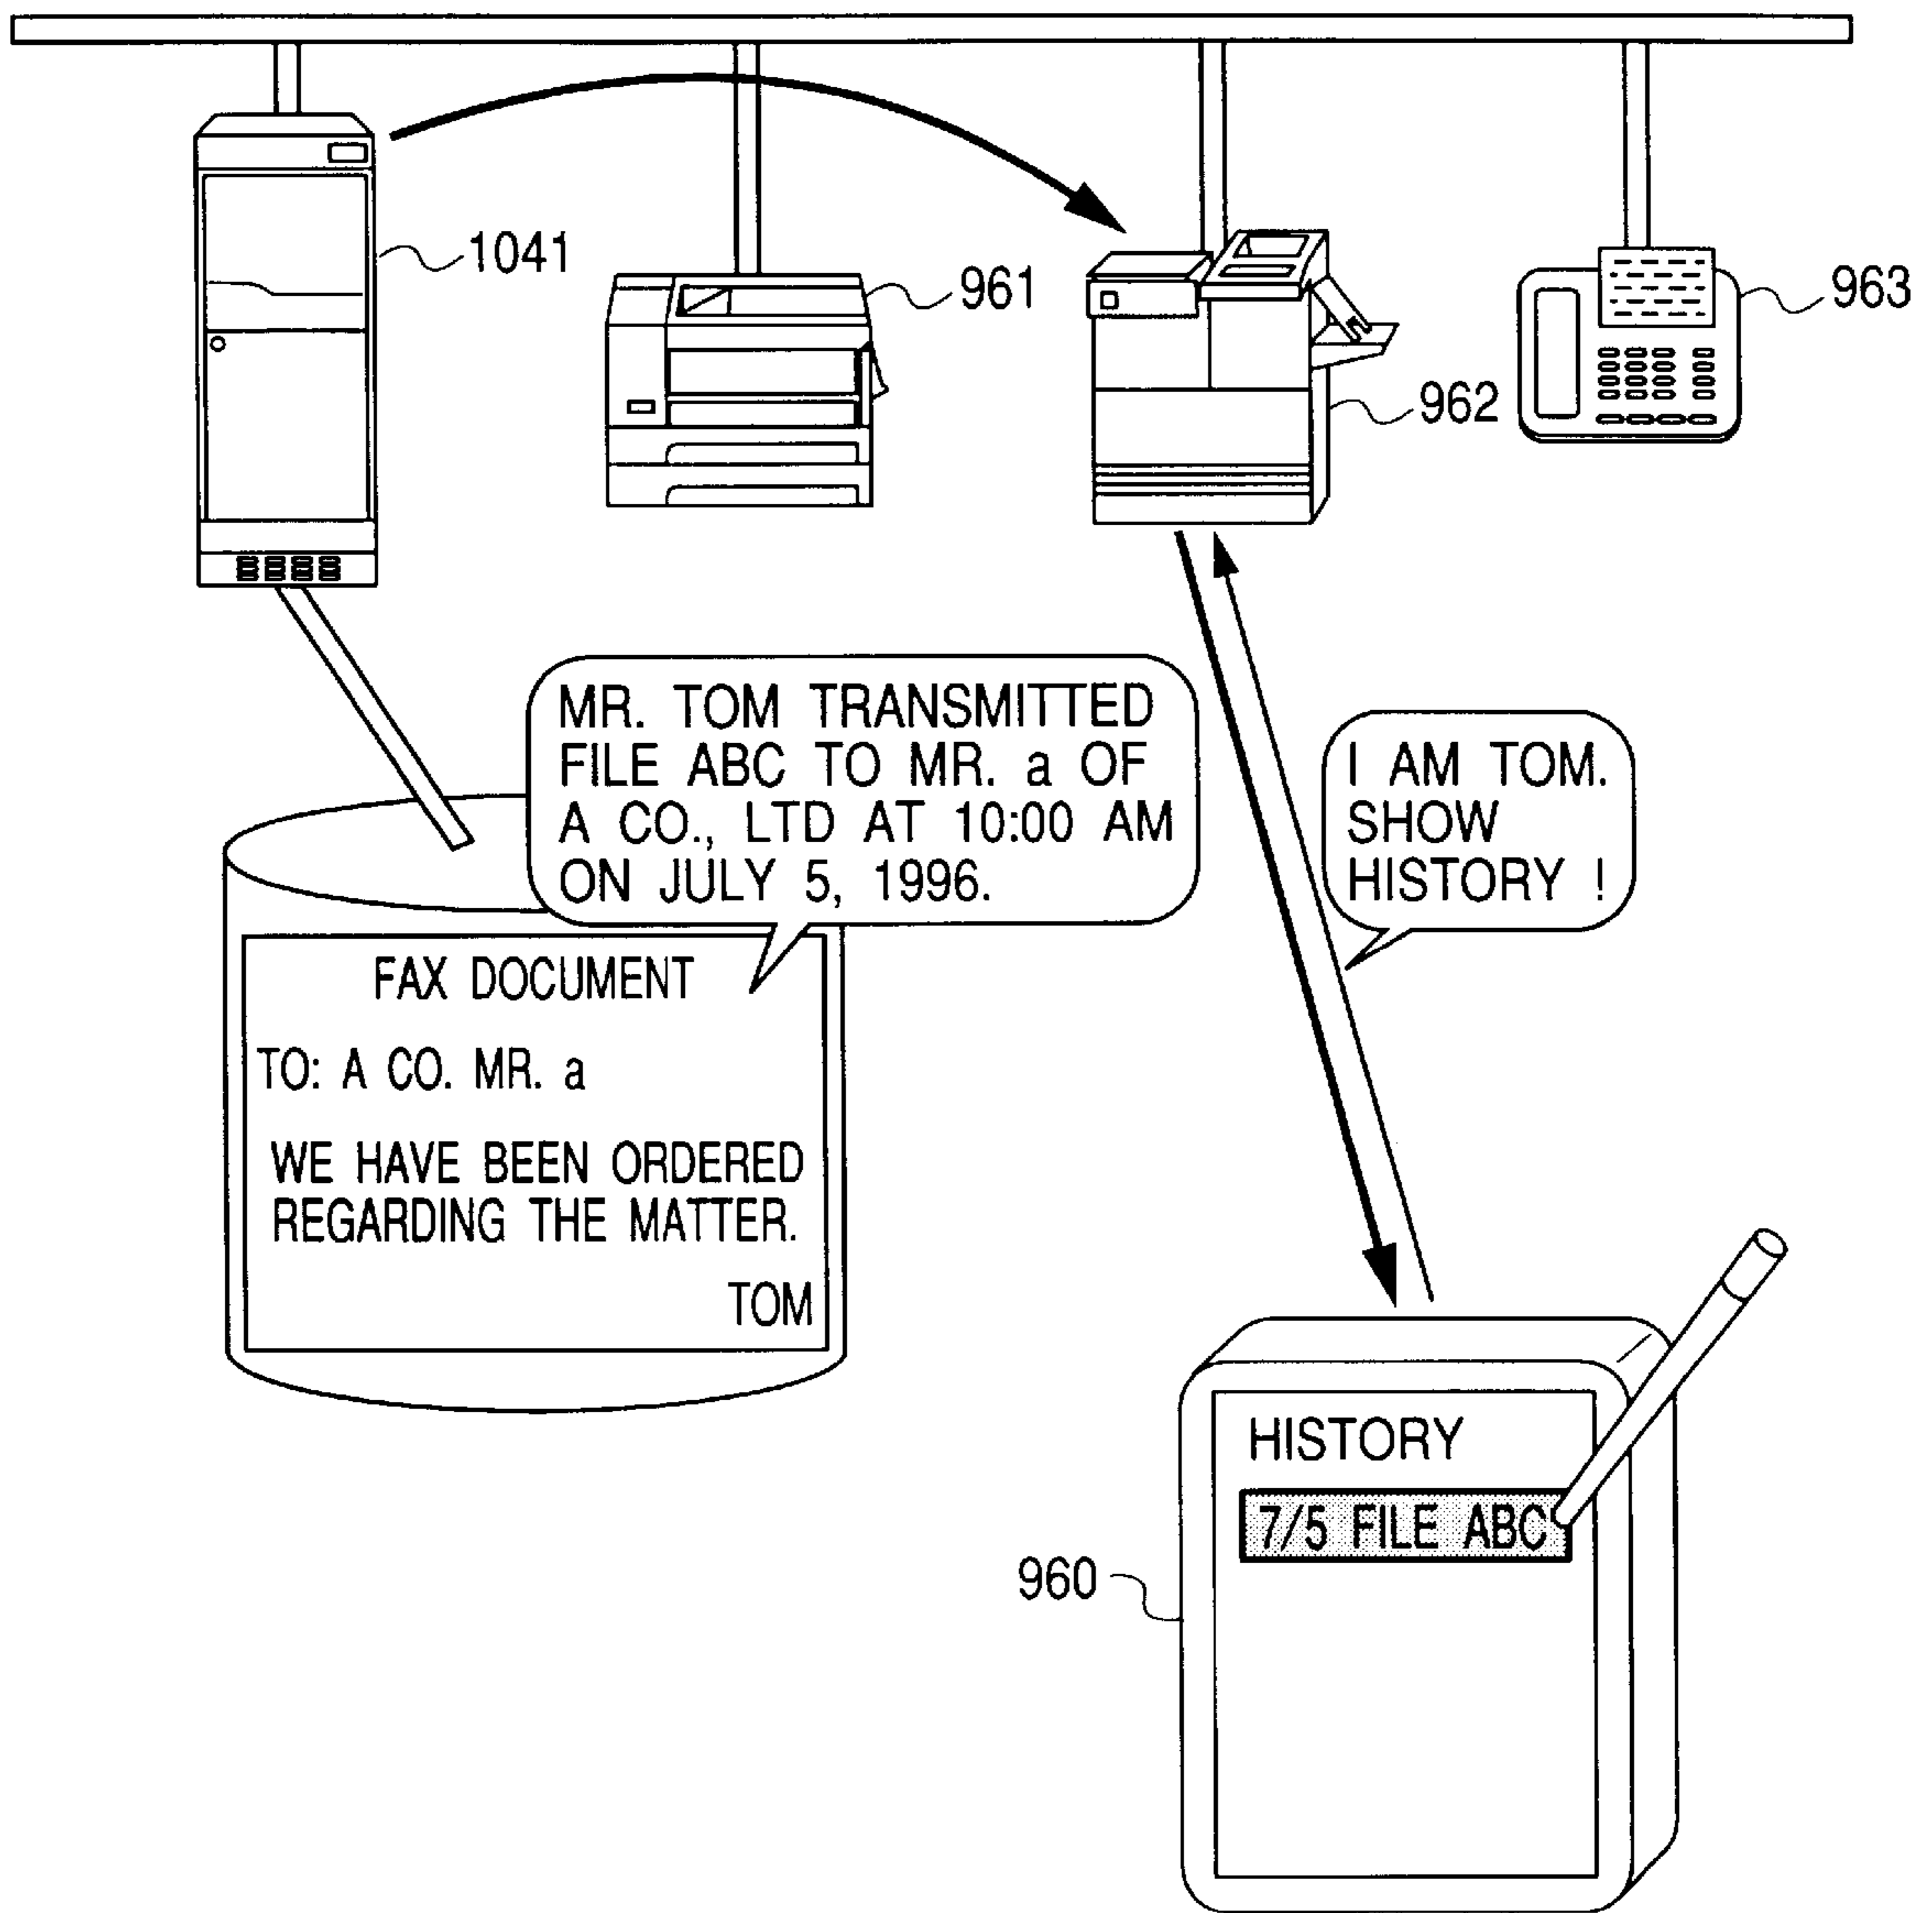 1041
961
963
962
MR. TOM TRANSMITTED
FILE ABC TO MR. a OF
A CO., LTD AT 10:00 AM
ON JULY 5, 1996.
I AM TOM.
SHOW
HISTORY !
FAX DOCUMENT
TO: A CO. MR. a
WE HAVE BEEN ORDERED
REGARDING THE MATTER.
TOM
HISTORY
7/5 FILE ABC
960